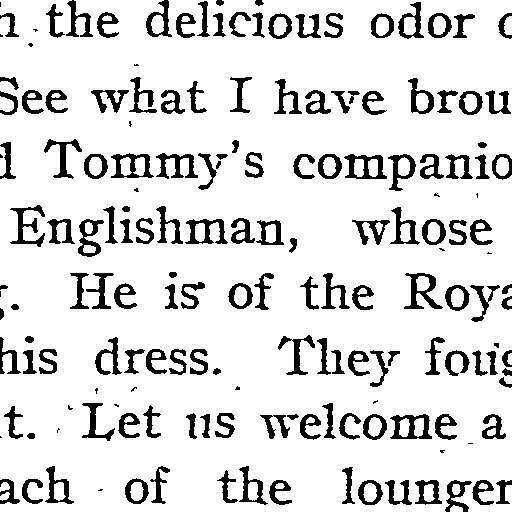 the delicious odor
See what I have brou
Tommy's companio
Englishman, whose
He is of the Roya
his dress. They foug
t. Let us welcome a
ach of the lounger